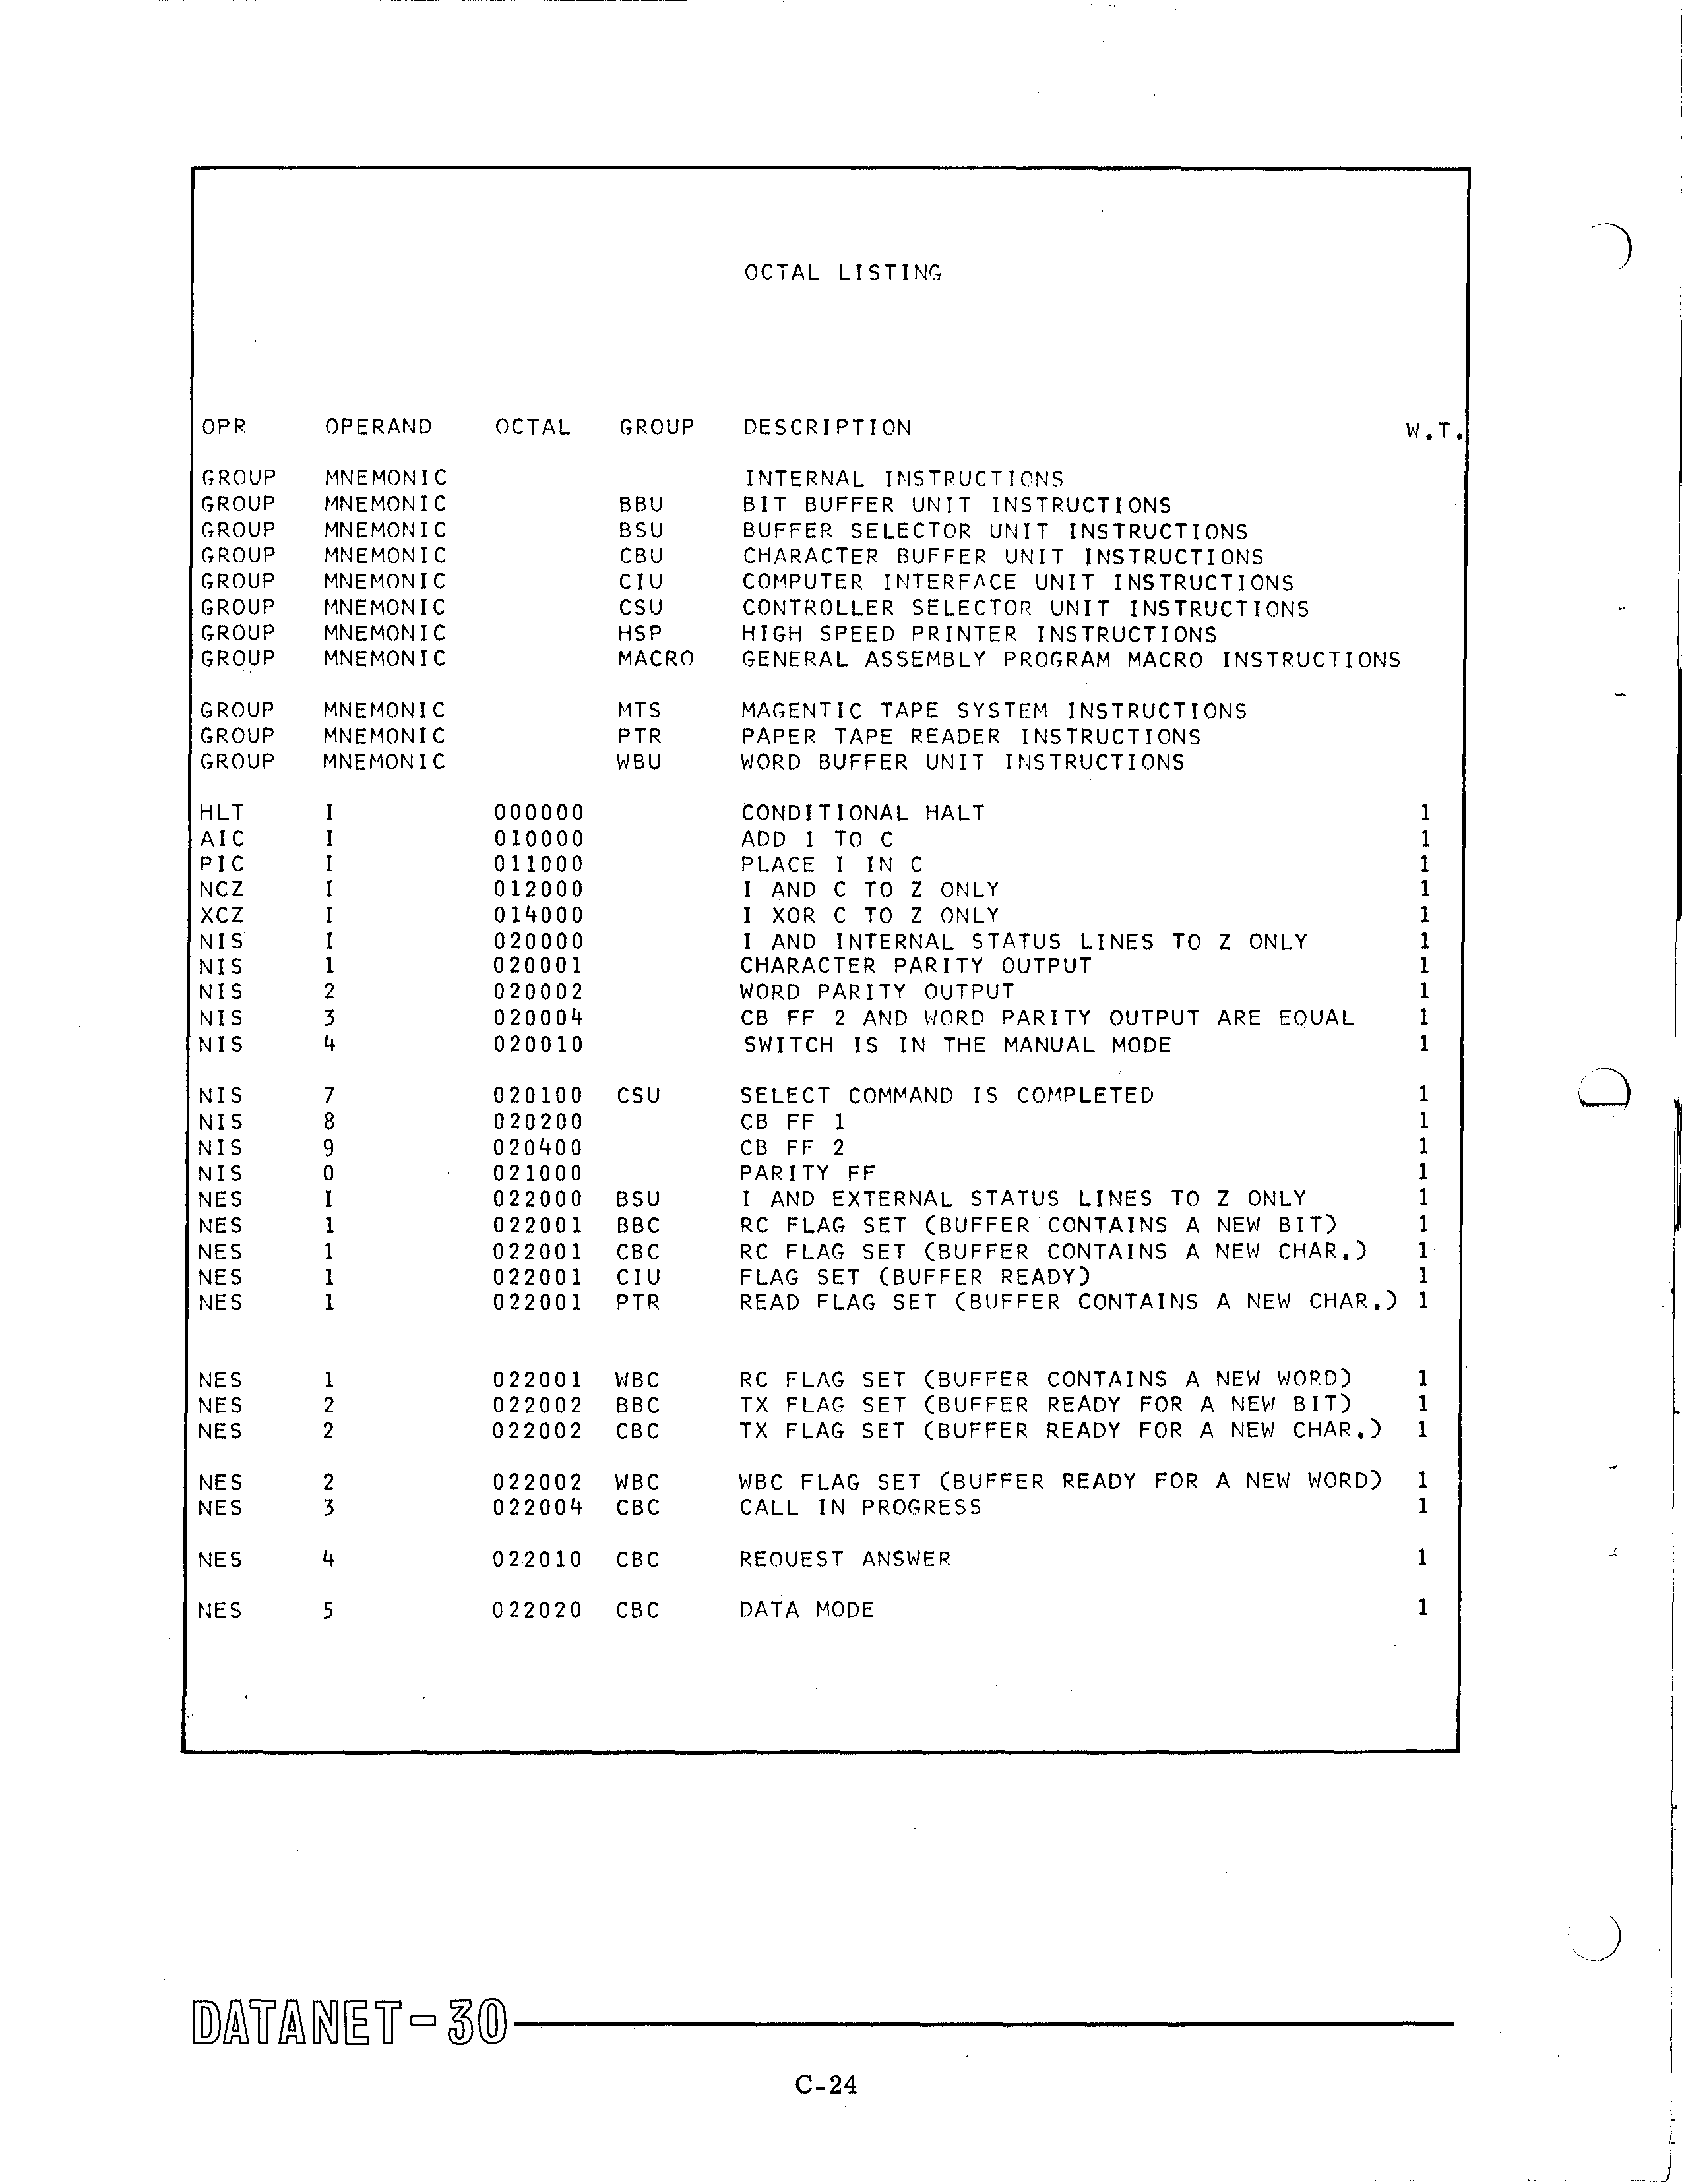 OCTAL LISTING
OPR OPERAND OCTAL GROUP DESCRIPTION W.T.
GROUP MNEMONIC INTERNAL INSTRUCTIONS
GROUP MNEMONIC BBU BIT BUFFER UNIT INSTRUCTIONS
GROUP MNEMONIC BSU BUFFER SELECTOR UNIT INSTRUCTIONS
GROUP MNEMONIC CBU CHARACTER BUFFER UNIT INSTRUCTIONS
GROUP MNEMONIC CIU COMPUTER INTERFACE UNIT INSTRUCTIONS
GROUP MNEMONIC CSU CONTROLLER SELECTOR UNIT INSTRUCTIONS
GROUP MNEMONIC HSP HIGH SPEED PRINTER INSTRUCTIONS
GROUP MNEMONIC MACRO GENERAL ASSEMBLY PROGRAM MACRO INSTRUCTIONS
GROUP MNEMONIC MTS MAGENTIC TAPE SYSTEM INSTRUCTIONS
GROUP MNEMONIC PTR PAPER TAPE READER INSTRUCTIONS
GROUP MNEMONIC WBU WORD BUFFER UNIT INSTRUCTIONS
HLT I 000000 CONDITIONAL HALT 1
AIC I 010000 ADD I TO C 1
PIC I 011000 PLACE I IN C 1
NCZ I 012000 I AND C TO Z ONLY 1
XCZ I 014000 I XOR C TO Z ONLY 1
NIS I 020000 I AND INTERNAL STATUS LINES TO Z ONLY 1
NIS 1 020001 CHARACTER PARITY OUTPUT 1
NIS 2 020002 WORD PARITY OUTPUT 1
NIS 3 020004 CB FF 2 AND WORD PARITY OUTPUT ARE EQUAL 1
NIS 4 020010 SWITCH IS IN THE MANUAL MODE 1
NIS 7 020100 CSU SELECT COMMAND IS COMPLETED 1
NIS 8 020200 CB FF 1 1
NIS 9 020400 CB FF 2 1
NIS 0 021000 PARITY FF 1
NES I 022000 BSU I AND EXTERNAL STATUS LINES TO Z ONLY 1
NES 1 022001 BBC RC FLAG SET (BUFFER CONTAINS A NEW BIT) 1
NES 1 022001 CBC RC FLAG SET (BUFFER CONTAINS A NEW CHAR.) 1
NES 1 022001 CIU FLAG SET (BUFFER READY) 1
NES 1 022001 PTR READ FLAG SET (BUFFER CONTAINS A NEW CHAR.) 1
NES 1 022001 WBC RC FLAG SET (BUFFER CONTAINS A NEW WORD) 1
NES 2 022002 BBC TX FLAG SET (BUFFER READY FOR A NEW BIT) 1
NES 2 022002 CBC TX FLAG SET (BUFFER READY FOR A NEW CHAR.) 1
NES 2 022002 WBC WBC FLAG SET (BUFFER READY FOR A NEW WORD) 1
NES 3 022004 CBC CALL IN PROGRESS 1
NES 4 022010 CBC REQUEST ANSWER 1
NES 5 022020 CBC DATA MODE 1
DATANET-30
C-24